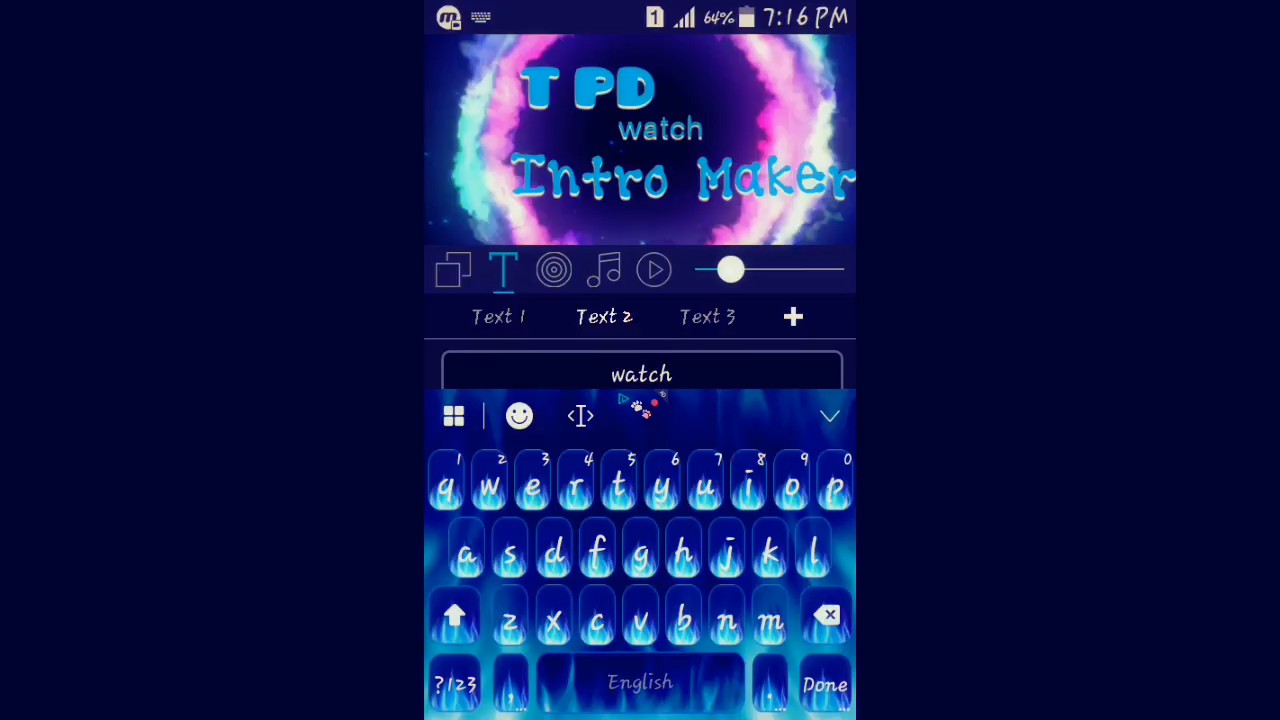 1 64% 7:16 PM
T PD
watch
Intro Maker
T
Text 1 Text 2 Text 3 +
watch
1 2 3 4 5 6 7 8 9 0
q w e r t y u i o p
a s d f g h j k l
z x c v b n m
?123 , English . Done